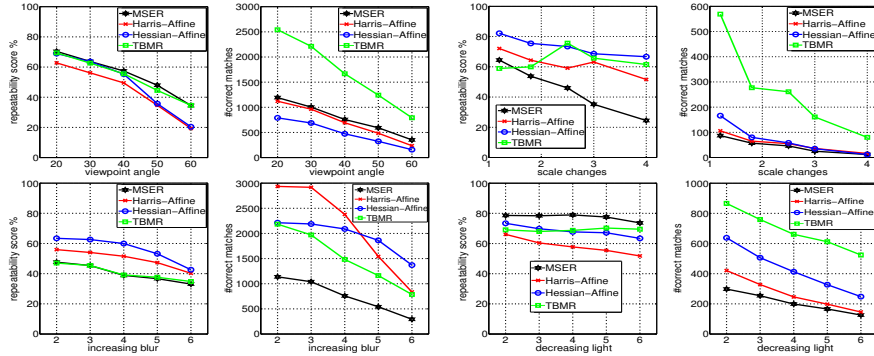 repeatability score %
100
80
60
40
20
0
20 30 40 50 60
viewpoint angle
MSER
Harris−Affine
Hessian−Affine
TBMR
#correct matches
3000
2500
2000
1500
1000
500
0
20 30 40 50 60
viewpoint angle
MSER
Harris−Affine
Hessian−Affine
TBMR
repeatability score %
100
80
60
40
20
0
1 2 3 4
scale changes
MSER
Harris−Affine
Hessian−Affine
TBMR
#correct matches
600
500
400
300
200
100
0
1 2 3 4
scale changes
MSER
Harris−Affine
Hessian−Affine
TBMR
repeatability score %
100
80
60
40
20
0
2 3 4 5 6
increasing blur
MSER
Harris−Affine
Hessian−Affine
TBMR
#correct matches
3000
2500
2000
1500
1000
500
0
2 3 4 5 6
increasing blur
MSER
Harris−Affine
Hessian−Affine
TBMR
repeatability score %
100
80
60
40
20
0
2 3 4 5 6
decreasing light
MSER
Harris−Affine
Hessian−Affine
TBMR
#correct matches
1000
800
600
400
200
0
2 3 4 5 6
decreasing light
MSER
Harris−Affine
Hessian−Affine
TBMR